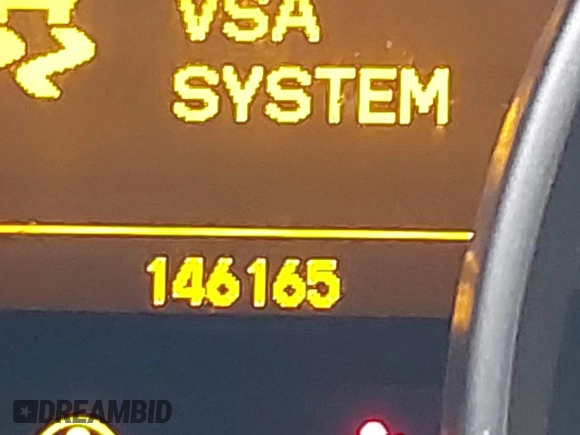 VSA
SYSTEM
146165
DREAMBID